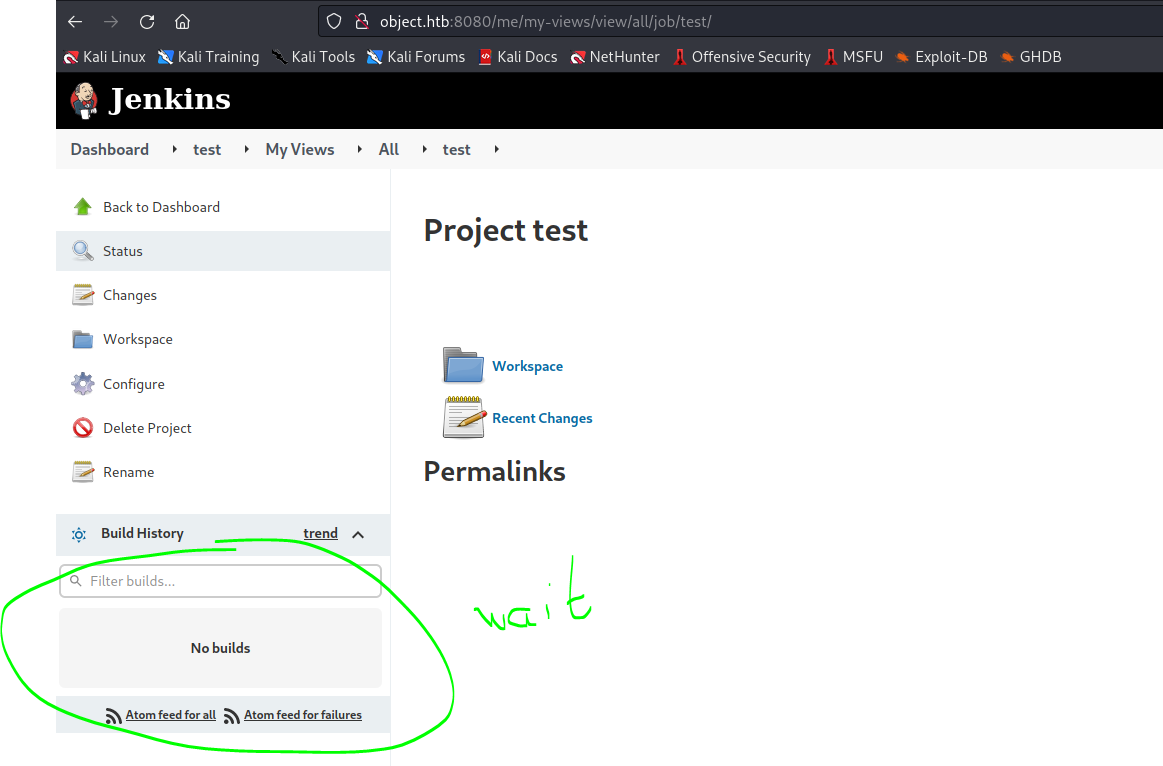 object.htb:8080/me/my-views/view/all/job/test/
Kali Linux Kali Training Kali Tools Kali Forums Kali Docs NetHunter Offensive Security MSFU Exploit-DB GHDB
Jenkins
Dashboard test My Views All test
Back to Dashboard
Status
Changes
Workspace
Configure
Delete Project
Rename
Build History trend
Filter builds...
No builds
Atom feed for all Atom feed for failures
Project test
Workspace
Recent Changes
Permalinks
wait